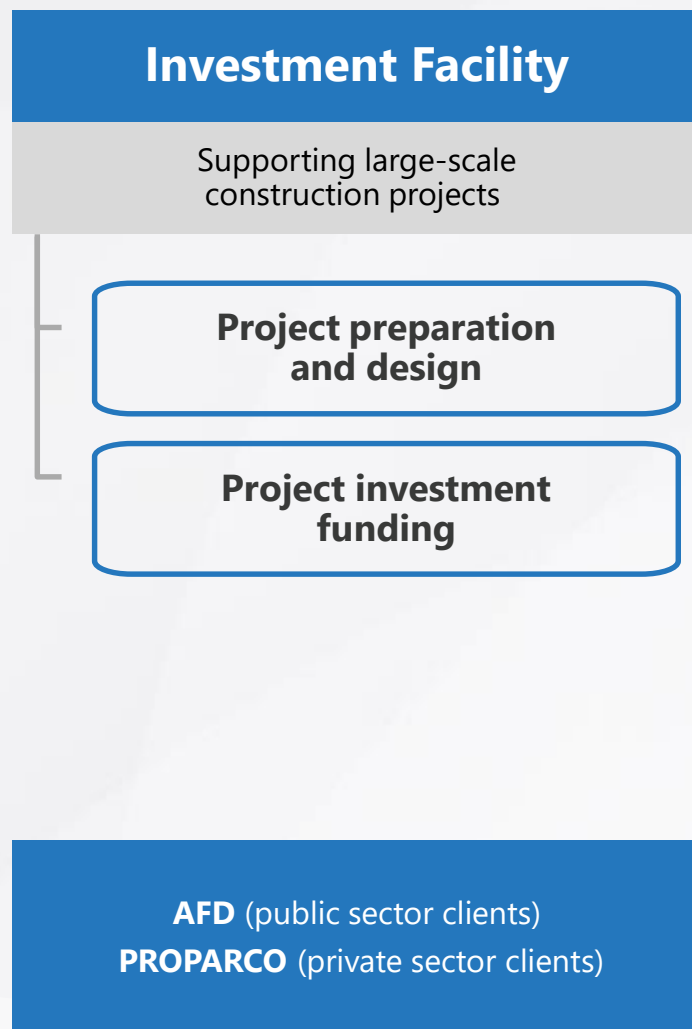 Investment Facility
Supporting large-scale
construction projects
Project preparation
and design
Project investment
funding
AFD (public sector clients)
PROPARCO (private sector clients)